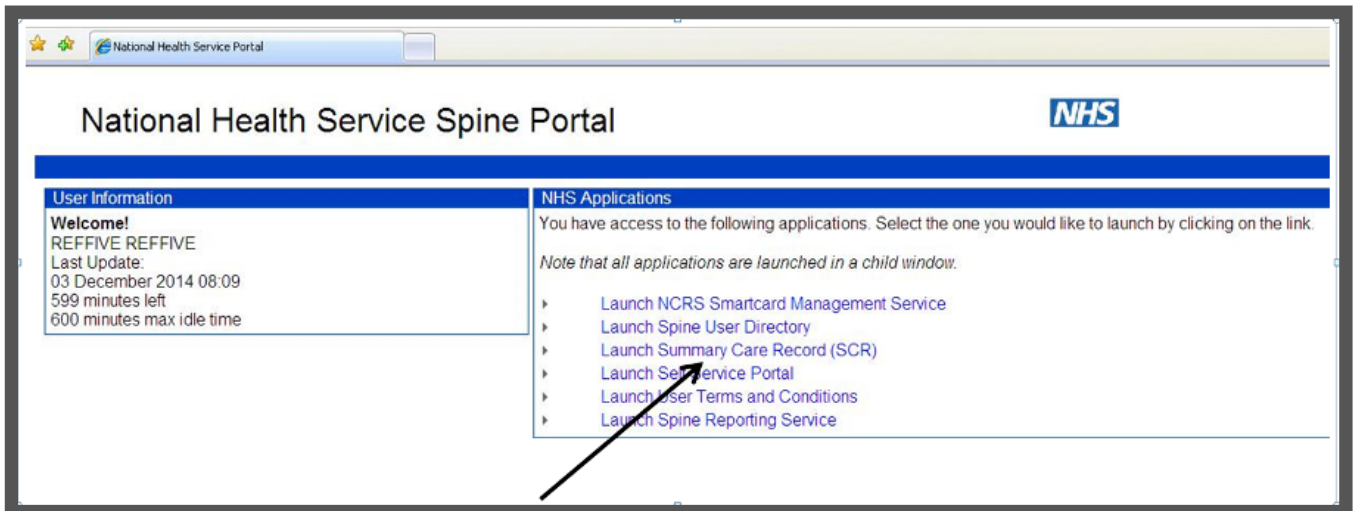 National Health Service Portal
National Health Service Spine Portal
NHS
User Information
Welcome!
REFFIVE REFFIVE
Last Update:
03 December 2014 08:09
599 minutes left
600 minutes max idle time
NHS Applications
You have access to the following applications. Select the one you would like to launch by clicking on the link.
Note that all applications are launched in a child window.
Launch NCRS Smartcard Management Service
Launch Spine User Directory
Launch Summary Care Record (SCR)
Launch Self Service Portal
Launch User Terms and Conditions
Launch Spine Reporting Service